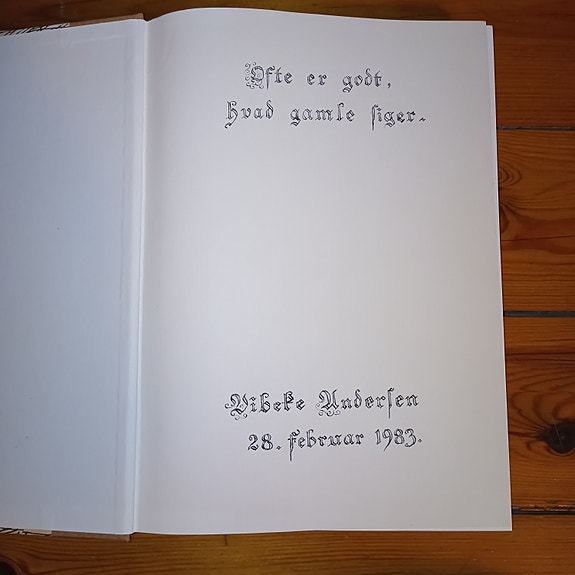 Ofte er godt,
hvad gamle siger.
Vibeke Andersen
28. februar 1983.